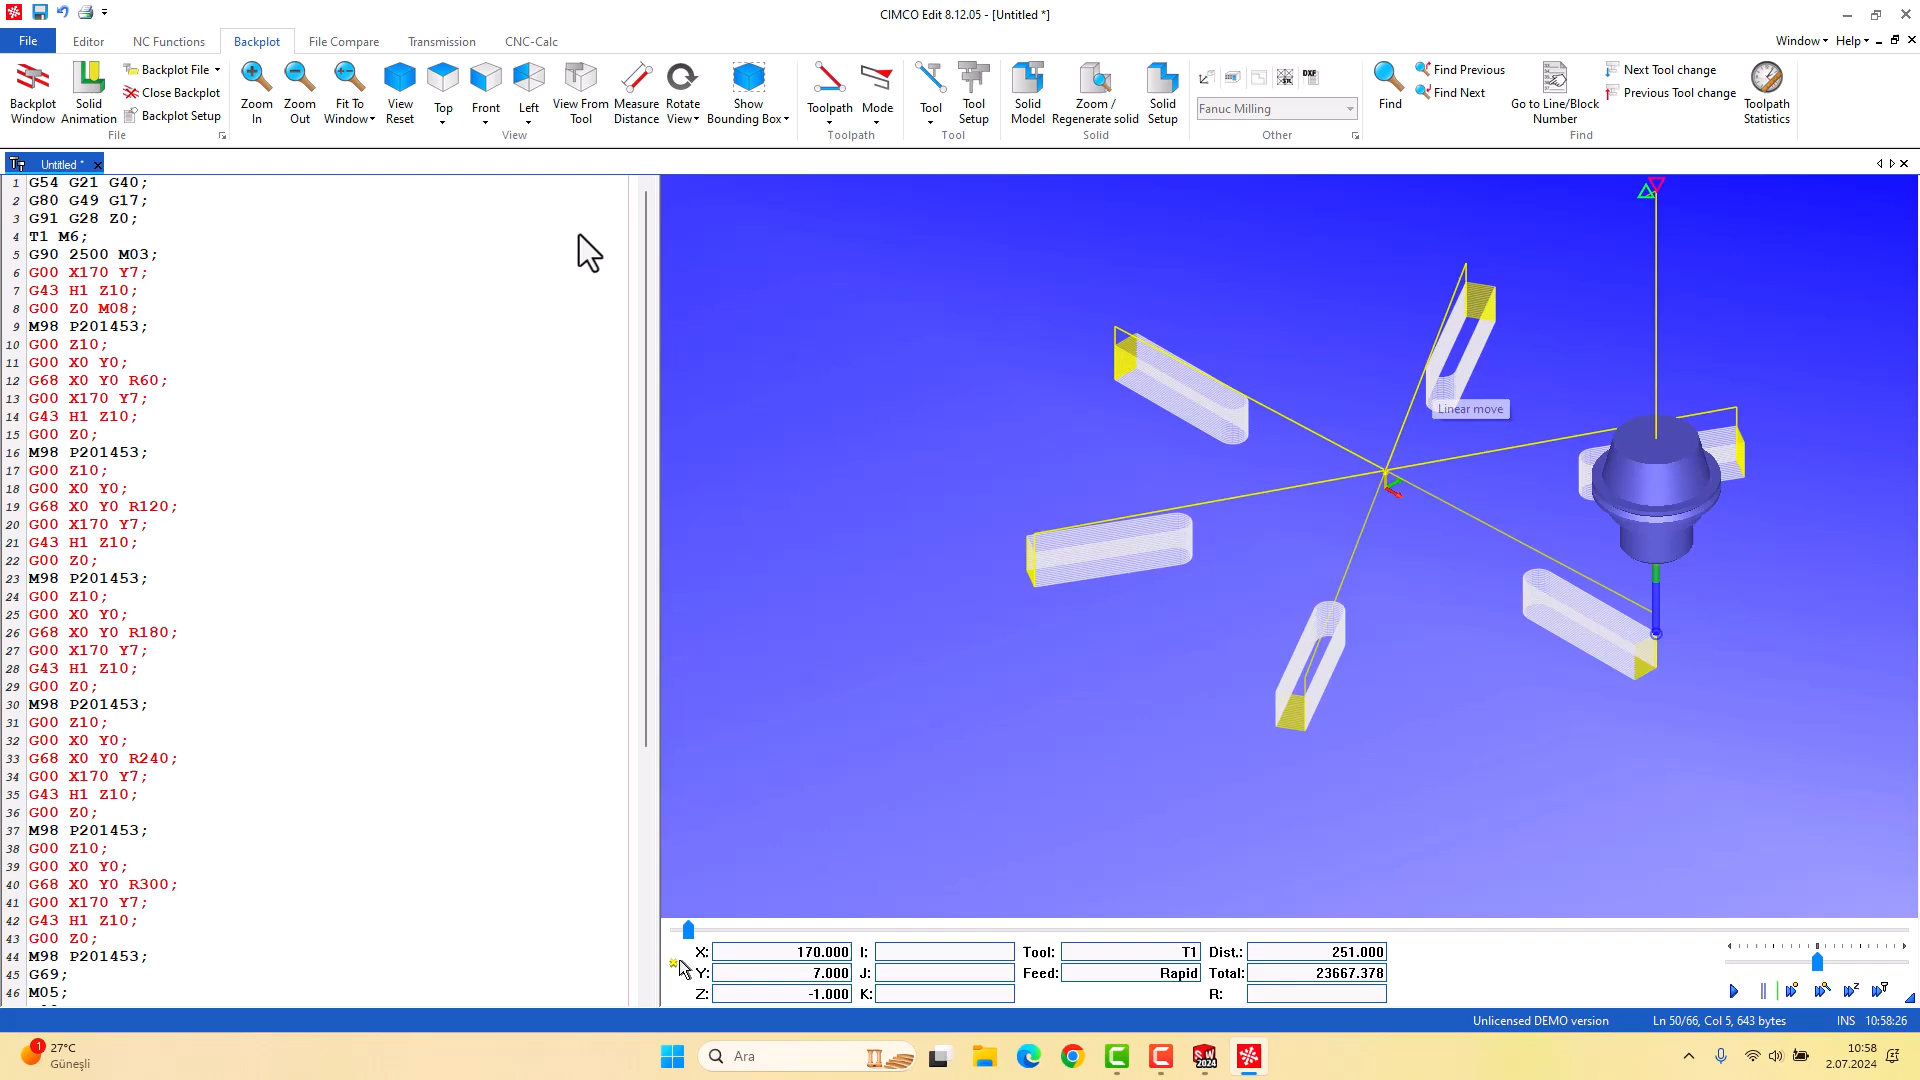 CIMCO Edit 8.12.05 - [Untitled *]
File Editor NC Functions Backplot File Compare Transmission CNC-Calc Window Help
Backplot Window
Solid Animation
Backplot File
Close Backplot
Backplot Setup
File
Zoom In
Zoom Out
Fit To Window
View Reset
Top
Front
Left
View From Tool
Measure Distance
Rotate View
Show Bounding Box
View
Toolpath
Mode
Toolpath
Tool
Tool Setup
Tool
Solid Model
Zoom / Regenerate solid
Solid Setup
Solid
DXF
Fanuc Milling
Other
Find
Find Previous
Find Next
Go to Line/Block Number
Next Tool change
Previous Tool change
Toolpath Statistics
Find
Untitled *
1 G54 G21 G40;
2 G80 G49 G17;
3 G91 G28 Z0;
4 T1 M6;
5 G90 2500 M03;
6 G00 X170 Y7;
7 G43 H1 Z10;
8 G00 Z0 M08;
9 M98 P201453;
10 G00 Z10;
11 G00 X0 Y0;
12 G68 X0 Y0 R60;
13 G00 X170 Y7;
14 G43 H1 Z10;
15 G00 Z0;
16 M98 P201453;
17 G00 Z10;
18 G00 X0 Y0;
19 G68 X0 Y0 R120;
20 G00 X170 Y7;
21 G43 H1 Z10;
22 G00 Z0;
23 M98 P201453;
24 G00 Z10;
25 G00 X0 Y0;
26 G68 X0 Y0 R180;
27 G00 X170 Y7;
28 G43 H1 Z10;
29 G00 Z0;
30 M98 P201453;
31 G00 Z10;
32 G00 X0 Y0;
33 G68 X0 Y0 R240;
34 G00 X170 Y7;
35 G43 H1 Z10;
36 G00 Z0;
37 M98 P201453;
38 G00 Z10;
39 G00 X0 Y0;
40 G68 X0 Y0 R300;
41 G00 X170 Y7;
42 G43 H1 Z10;
43 G00 Z0;
44 M98 P201453;
45 G69;
46 M05;
Linear move
X: 170.000 I: Tool: T1 Dist.: 251.000
Y: 7.000 J: Feed: Rapid Total: 23667.378
Z: -1.000 K: R:
Unlicensed DEMO version Ln 50/66, Col 5, 643 bytes INS 10:58:26
1
27°C
Güneşli
Ara
SW 2024
10:58
2.07.2024